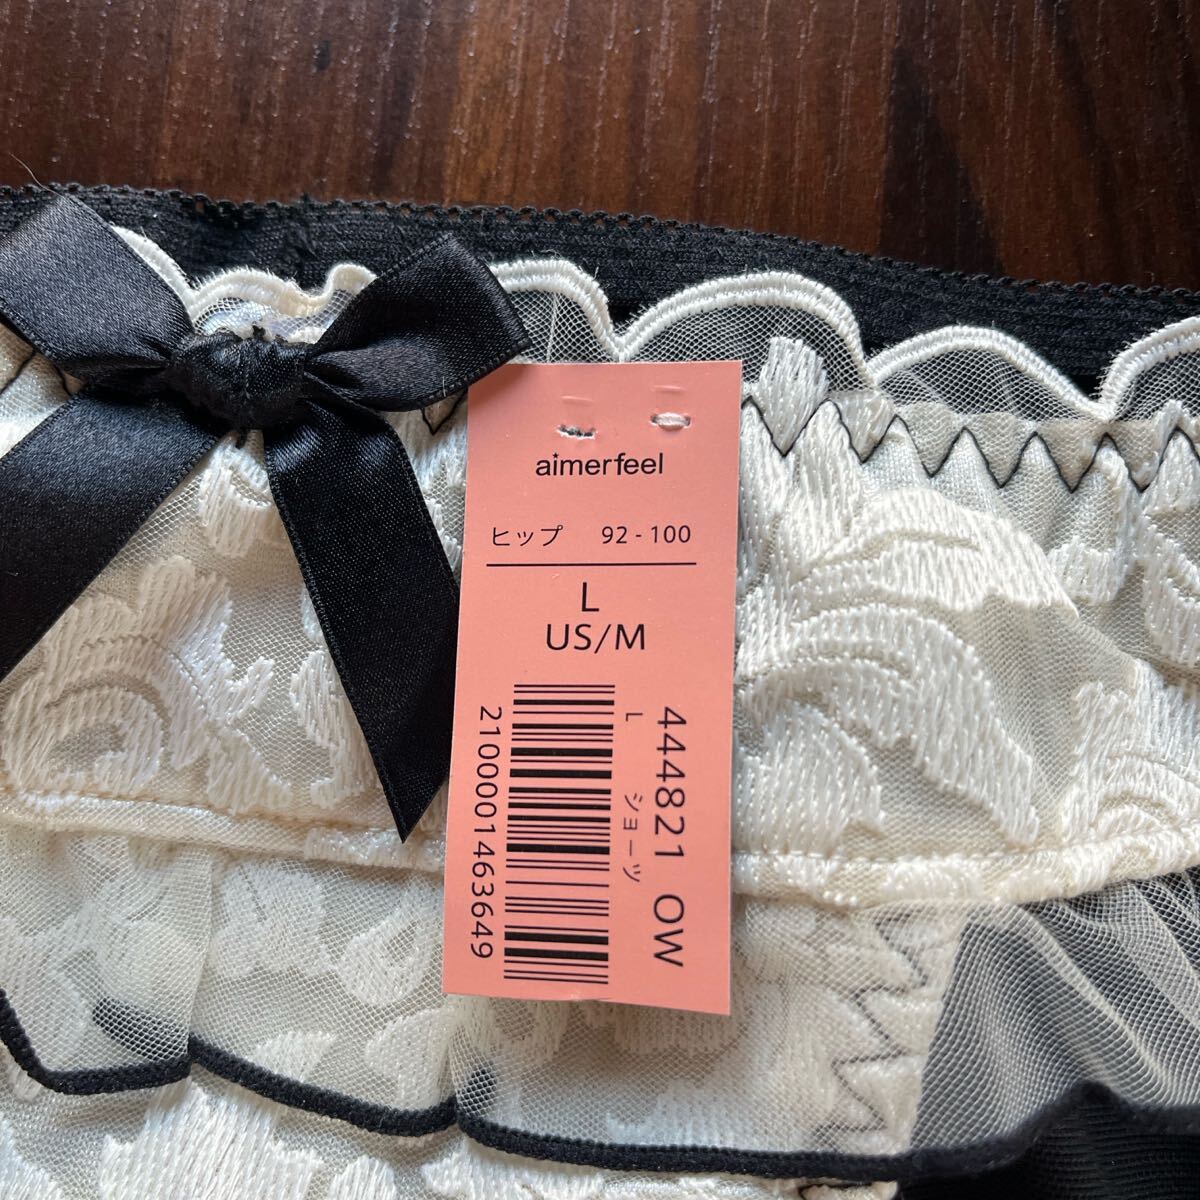 aimerfeel
ヒップ 92 - 100
L
US/M
444821 OW
L ショーツ
2100001463649